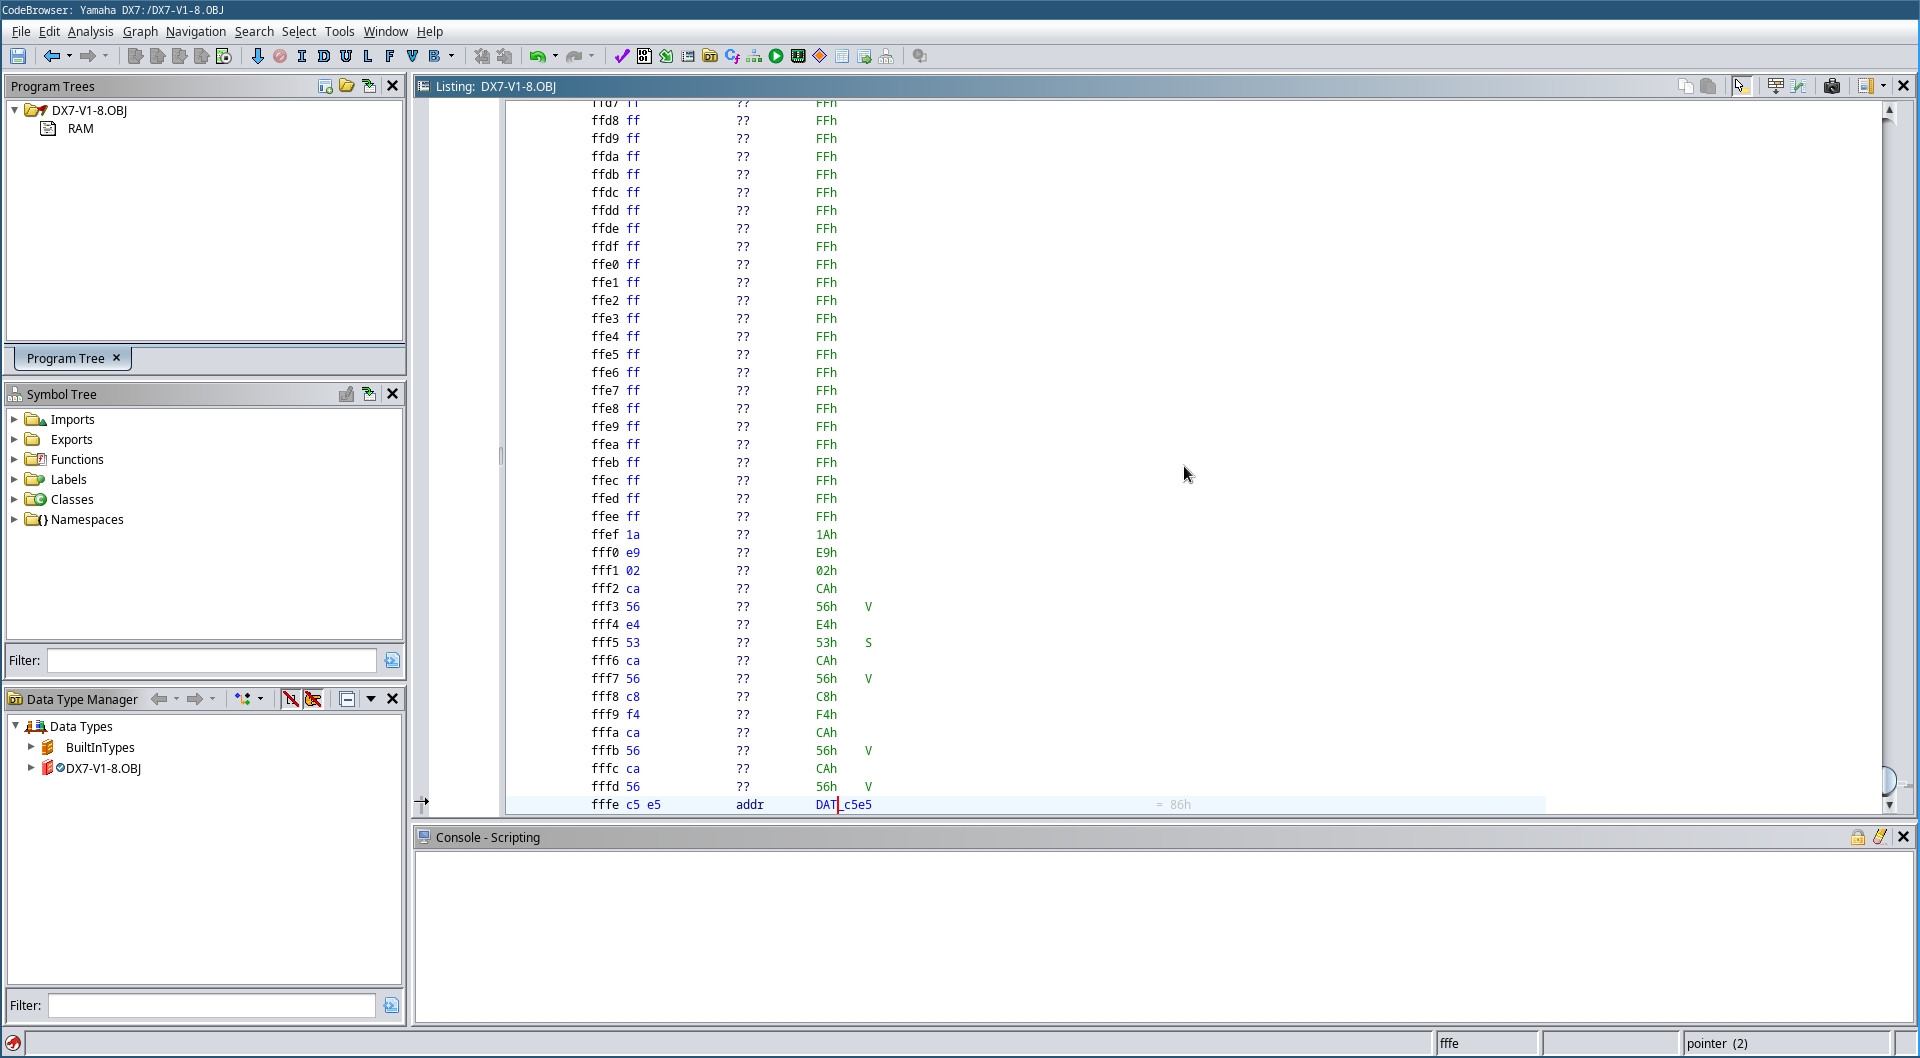 CodeBrowser: Yamaha DX7:/DX7-V1-8.OBJ
File Edit Analysis Graph Navigation Search Select Tools Window Help
I D U L F V B
Program Trees
DX7-V1-8.OBJ
RAM
Program Tree
Symbol Tree
Imports
Exports
Functions
Labels
Classes
Namespaces
Filter:
Data Type Manager
Data Types
BuiltInTypes
DX7-V1-8.OBJ
Filter:
Listing: DX7-V1-8.OBJ
ffd7 ff ?? FFh
ffd8 ff ?? FFh
ffd9 ff ?? FFh
ffda ff ?? FFh
ffdb ff ?? FFh
ffdc ff ?? FFh
ffdd ff ?? FFh
ffde ff ?? FFh
ffdf ff ?? FFh
ffe0 ff ?? FFh
ffe1 ff ?? FFh
ffe2 ff ?? FFh
ffe3 ff ?? FFh
ffe4 ff ?? FFh
ffe5 ff ?? FFh
ffe6 ff ?? FFh
ffe7 ff ?? FFh
ffe8 ff ?? FFh
ffe9 ff ?? FFh
ffea ff ?? FFh
ffeb ff ?? FFh
ffec ff ?? FFh
ffed ff ?? FFh
ffee ff ?? FFh
ffef 1a ?? 1Ah
fff0 e9 ?? E9h
fff1 02 ?? 02h
fff2 ca ?? CAh
fff3 56 ?? 56h V
fff4 e4 ?? E4h
fff5 53 ?? 53h S
fff6 ca ?? CAh
fff7 56 ?? 56h V
fff8 c8 ?? C8h
fff9 f4 ?? F4h
fffa ca ?? CAh
fffb 56 ?? 56h V
fffc ca ?? CAh
fffd 56 ?? 56h V
fffe c5 e5 addr DAT_c5e5 = 86h
Console - Scripting
fffe
pointer (2)